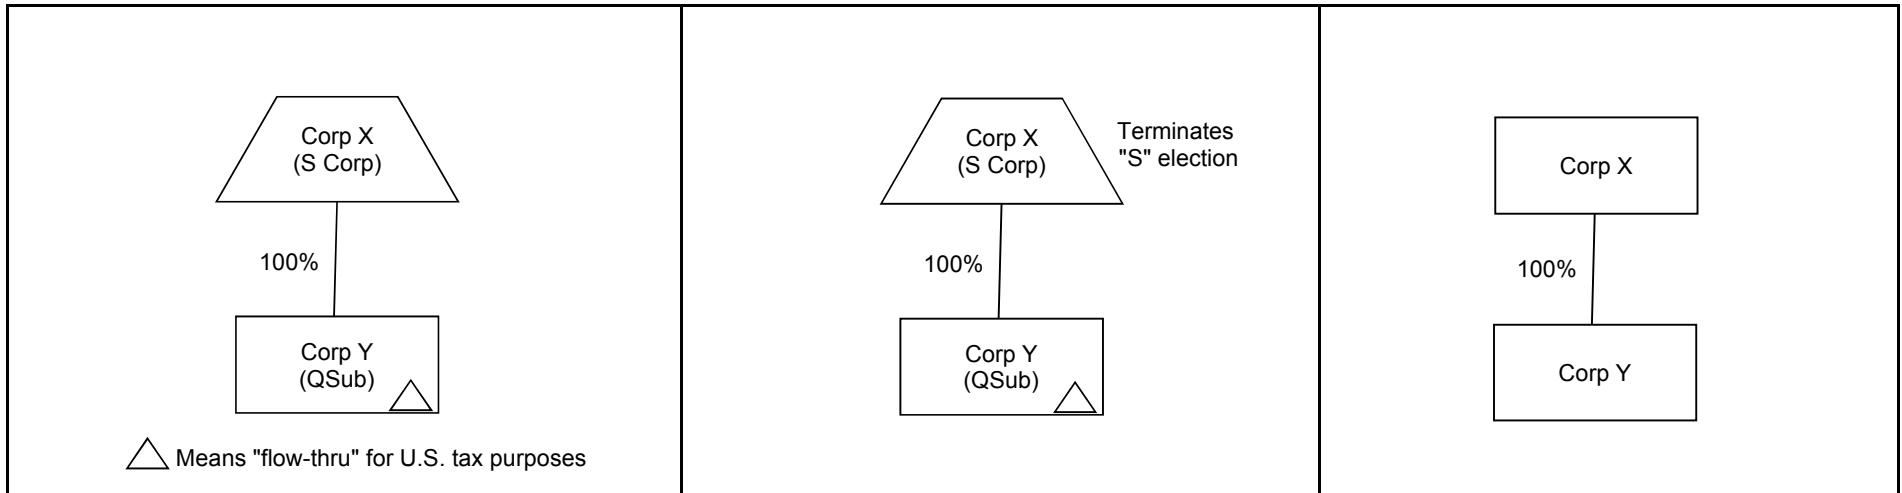 Corp X
(S Corp)
100%
Corp Y
(QSub)
Means "flow-thru" for U.S. tax purposes
Corp X
(S Corp)
Terminates
"S" election
100%
Corp Y
(QSub)
Corp X
100%
Corp Y